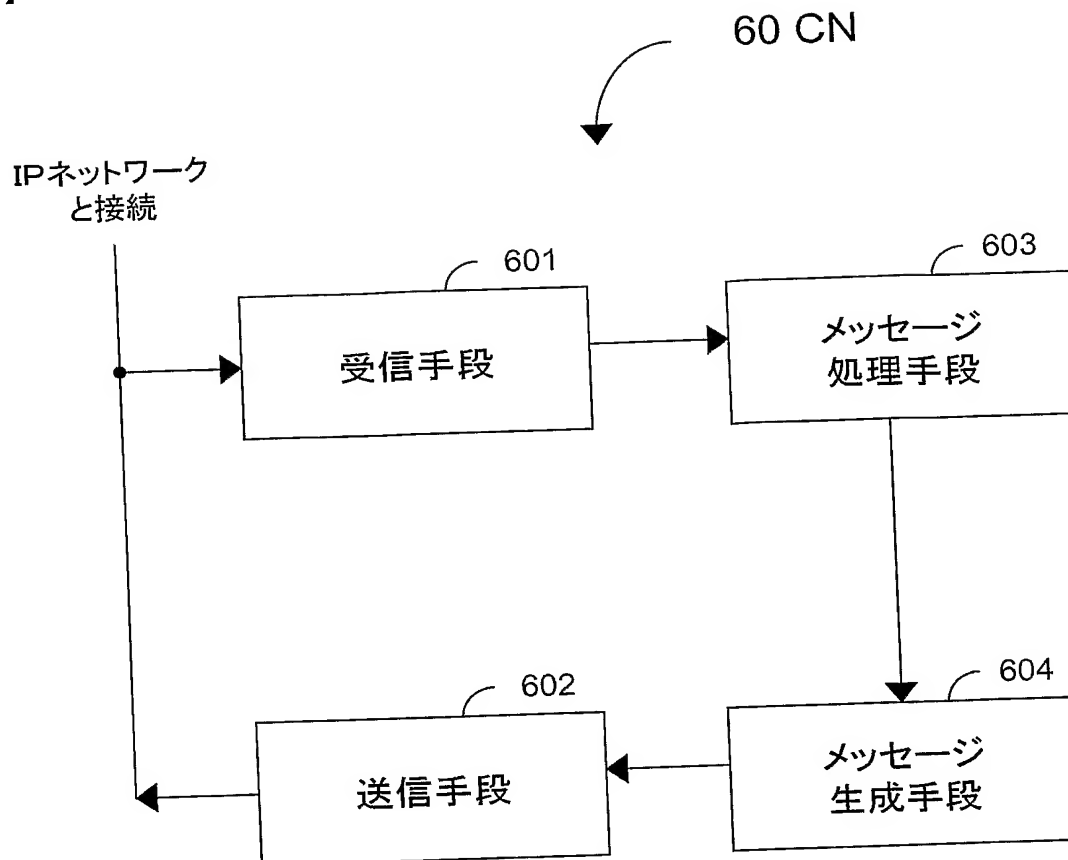 60 CN
IPネットワーク
と接続
601
受信手段
603
メッセージ
処理手段
602
送信手段
604
メッセージ
生成手段